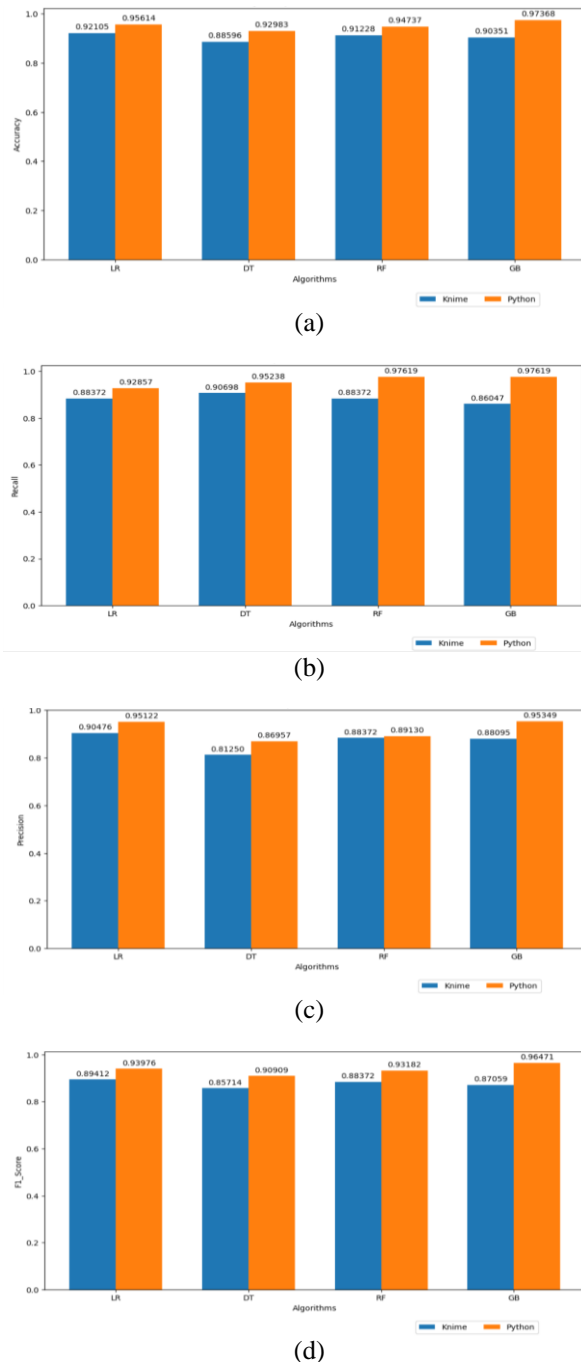 1.0
0.92105 0.95614 0.88596 0.92983 0.91228 0.94737 0.90351 0.97368
0.8
0.6
0.4
0.2
0.0
Accuracy
LR DT RF GB
Algorithms
Knime Python
(a)
1.0
0.88372 0.92857 0.90698 0.95238 0.88372 0.97619 0.86047 0.97619
0.8
0.6
0.4
0.2
0.0
Recall
LR DT RF GB
Algorithms
Knime Python
(b)
1.0
0.90476 0.95122 0.81250 0.86957 0.88372 0.89130 0.88095 0.95349
0.8
0.6
0.4
0.2
0.0
Precision
LR DT RF GB
Algorithms
Knime Python
(c)
1.0
0.89412 0.93976 0.85714 0.90909 0.88372 0.93182 0.87059 0.96471
0.8
0.6
0.4
0.2
0.0
F1_Score
LR DT RF GB
Algorithms
Knime Python
(d)